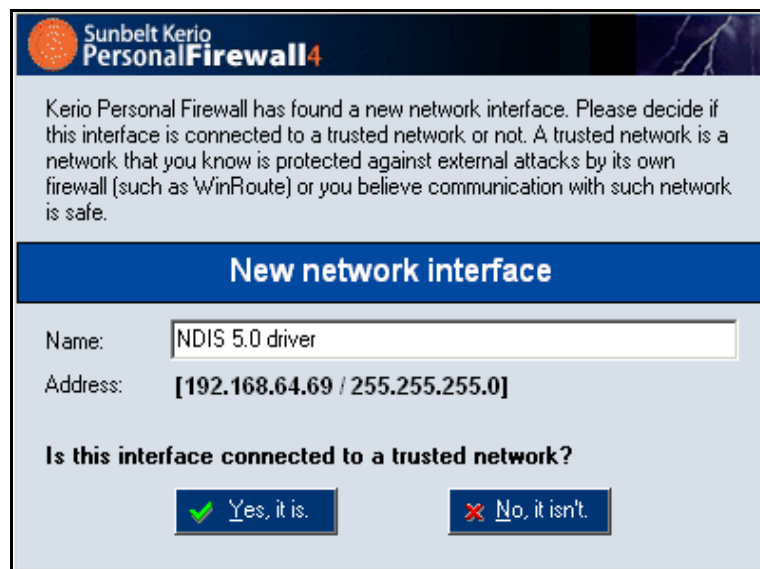 Sunbelt Kerio
PersonalFirewall4
Kerio Personal Firewall has found a new network interface. Please decide if
this interface is connected to a trusted network or not. A trusted network is a
network that you know is protected against external attacks by its own
firewall (such as WinRoute) or you believe communication with such network
is safe.
New network interface
Name: NDIS 5.0 driver
Address: [192.168.64.69 / 255.255.255.0]
Is this interface connected to a trusted network?
Yes, it is. No, it isn't.